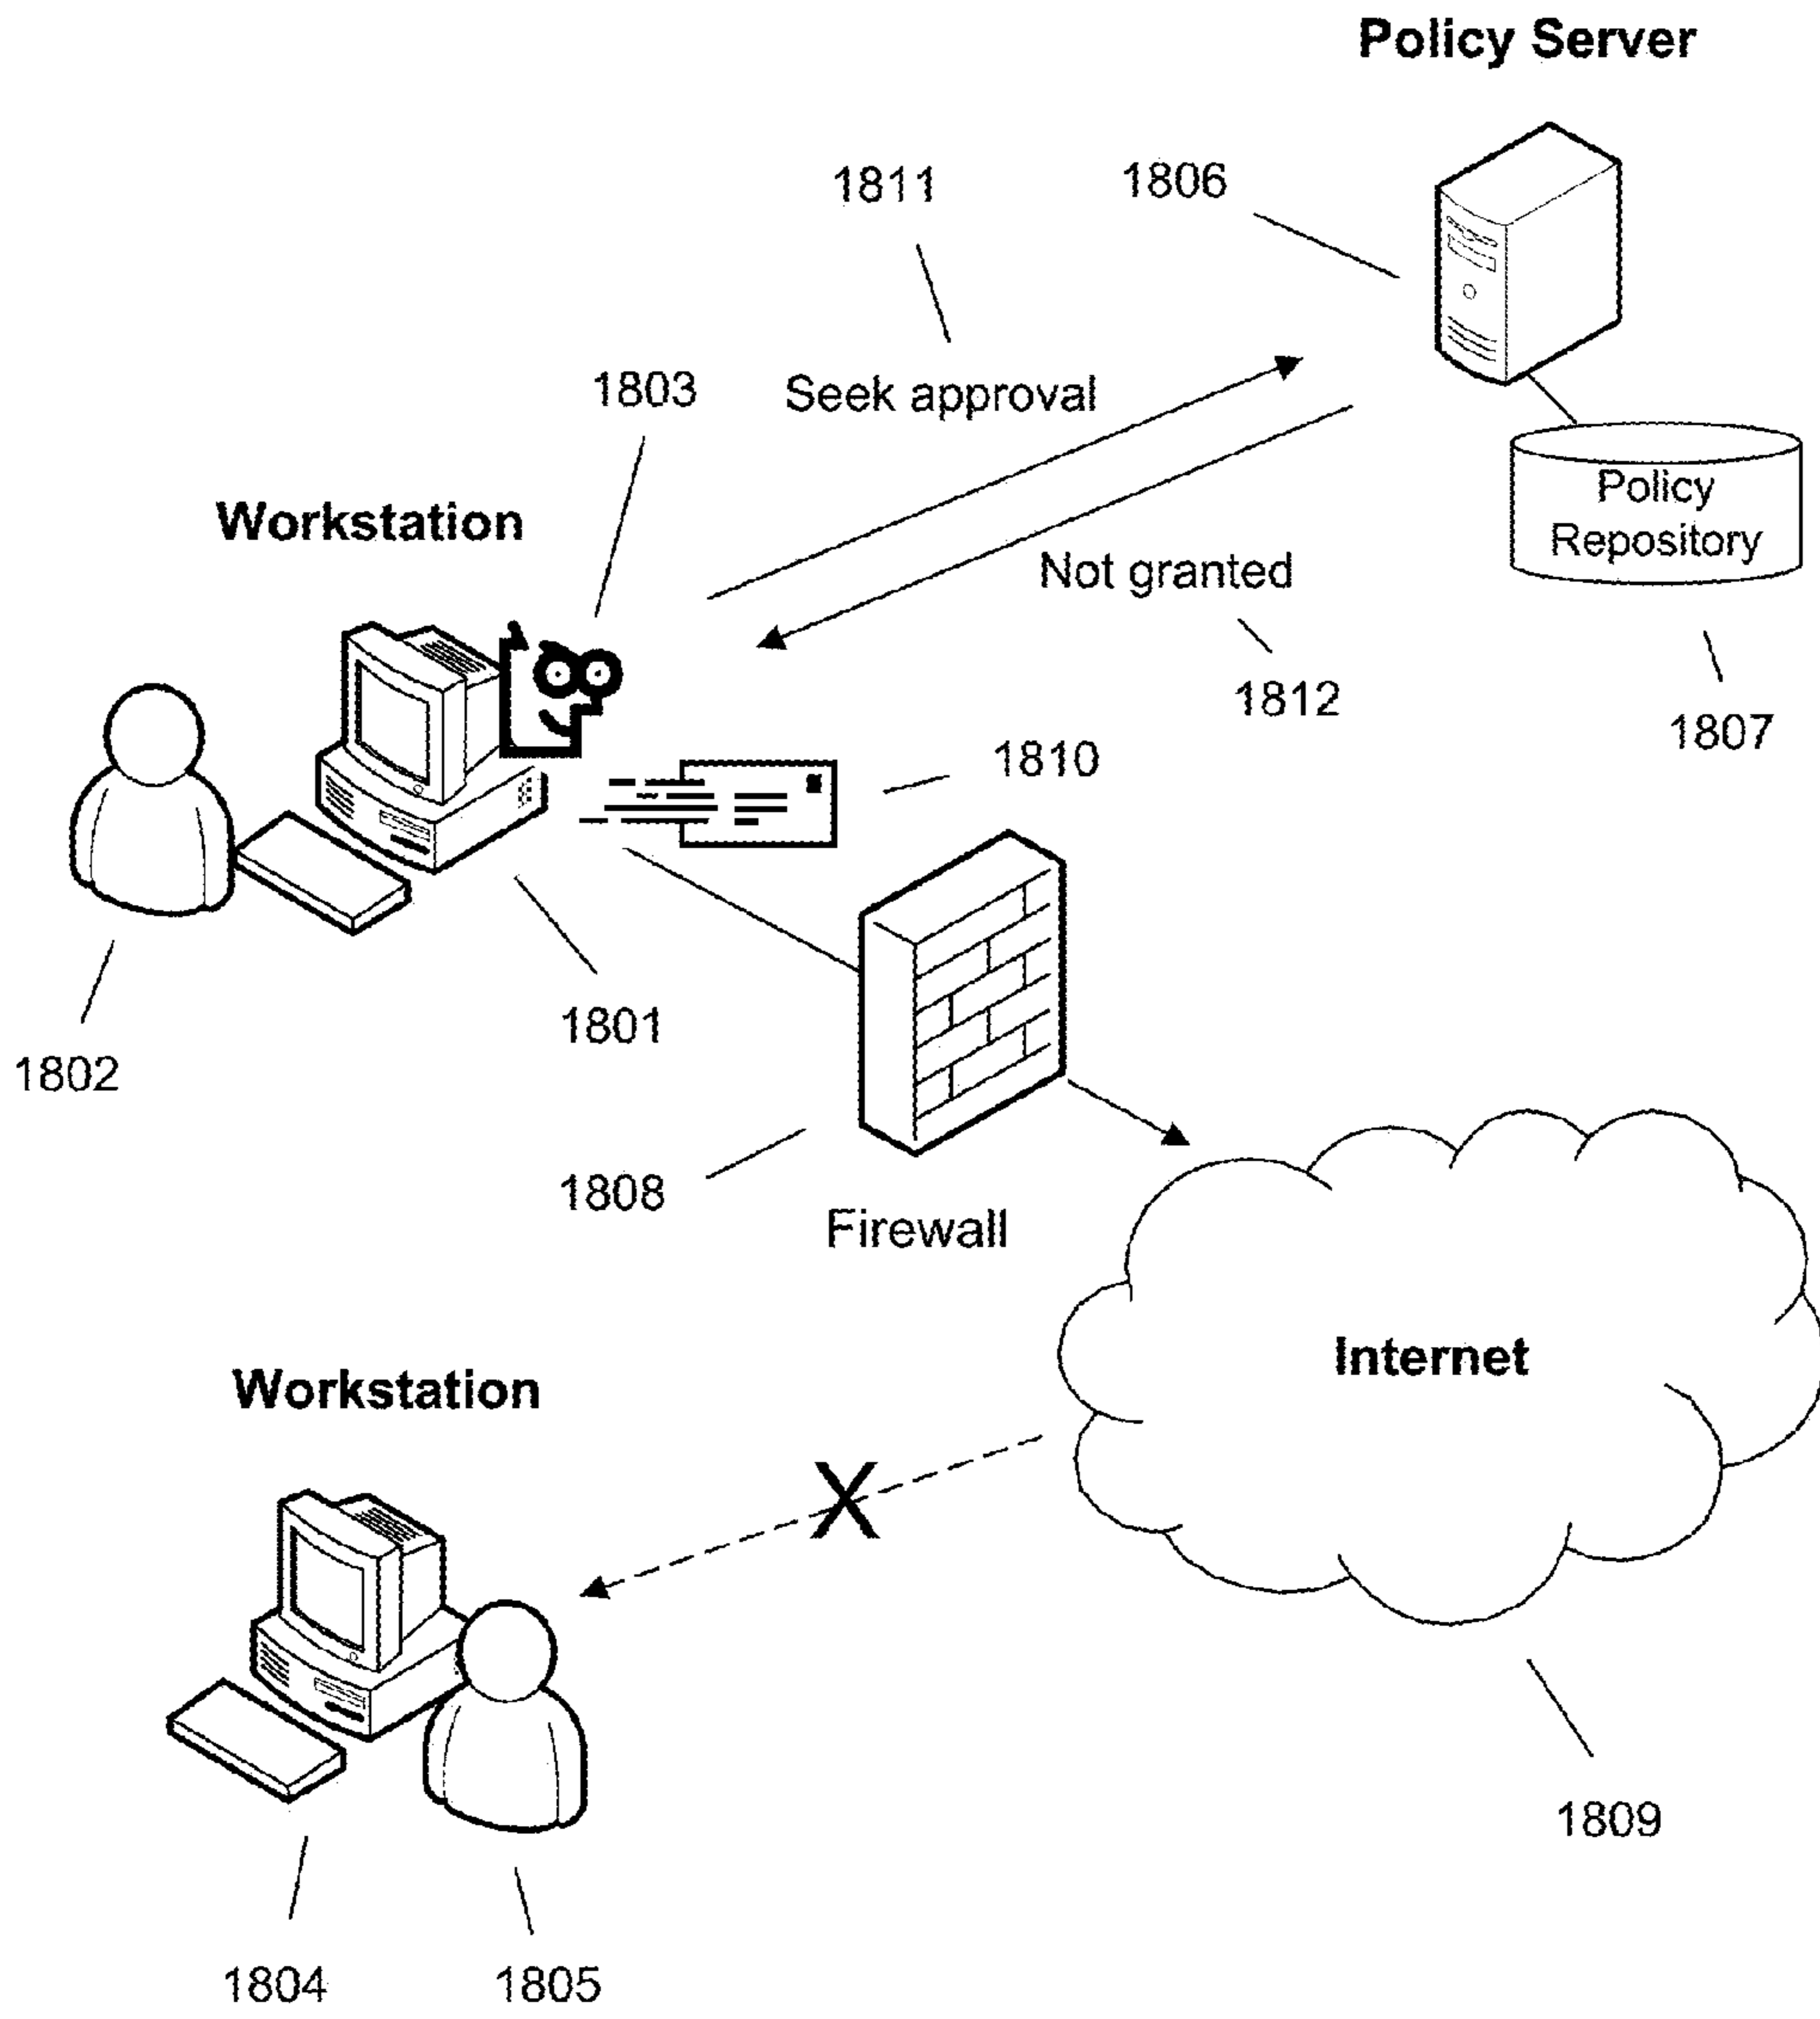 Policy Server
1811
1806
1803
Seek approval
Policy
Repository
Workstation
Not granted
1812
1807
1810
1801
1802
1808
Firewall
Internet
Workstation
X
1809
1804
1805